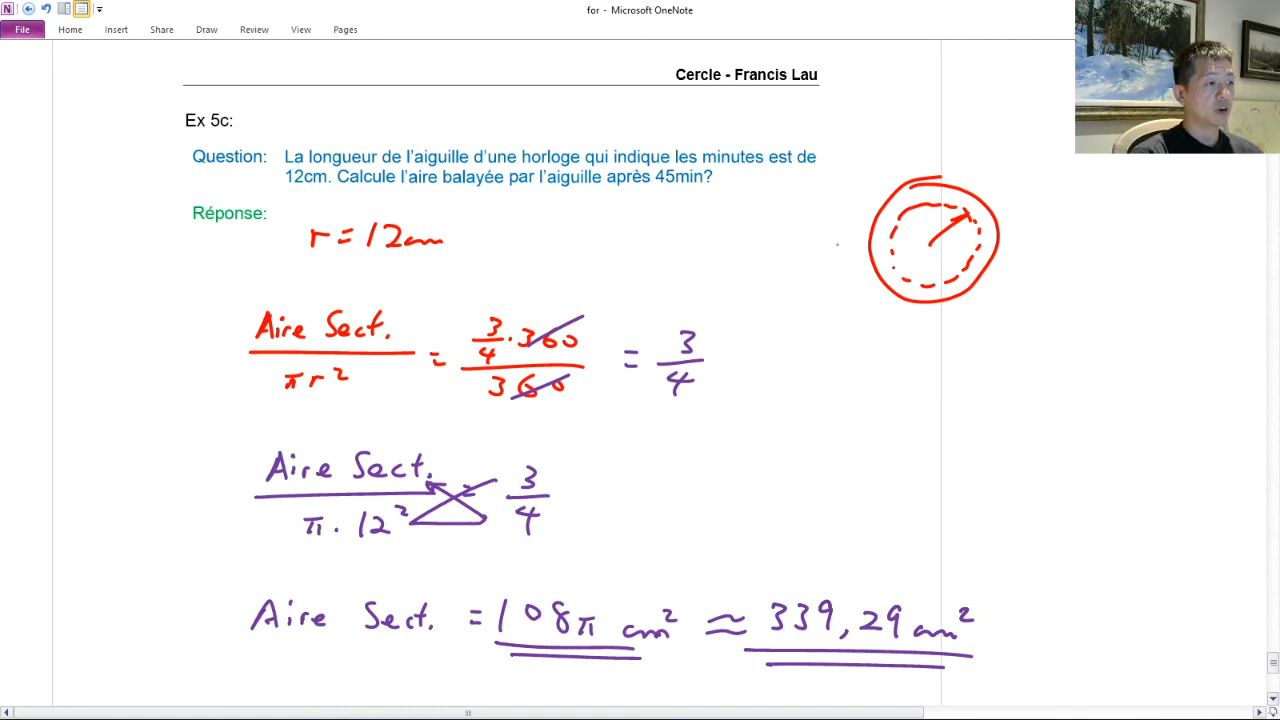 for - Microsoft OneNote
File Home Insert Share Draw Review View Pages
Cercle - Francis Lau
Ex 5c:
Question: La longueur de l'aiguille d'une horloge qui indique les minutes est de
12cm. Calcule l'aire balayée par l'aiguille après 45min?
Réponse:
r = 12cm
Aire Sect. / πr² = 3/4 · 360 / 360 = 3/4
Aire Sect. / π · 12² = 3/4
Aire Sect. = 108π cm² ≈ 339,29 cm²